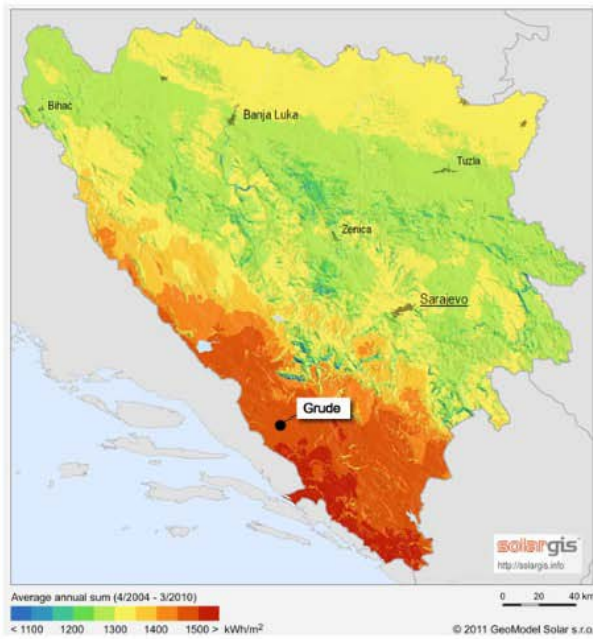 Bihac
Banja Luka
Tuzla
Zenica
Sarajevo
Grude
solargis
http://solargis.info
Average annual sum (4/2004 - 3/2010)
0 20 40 km
< 1100 1200 1300 1400 1500 > kWh/m²
© 2011 GeoModel Solar s.r.o.